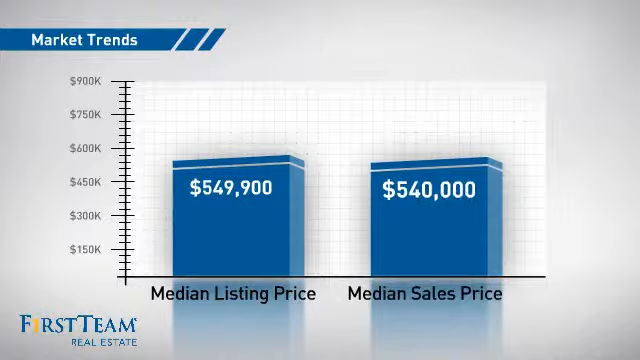 Market Trends
$900K
$750K
$600K
$450K
$300K
$150K
$549,900
$540,000
Median Listing Price
Median Sales Price
FIRSTTEAM®
REAL ESTATE